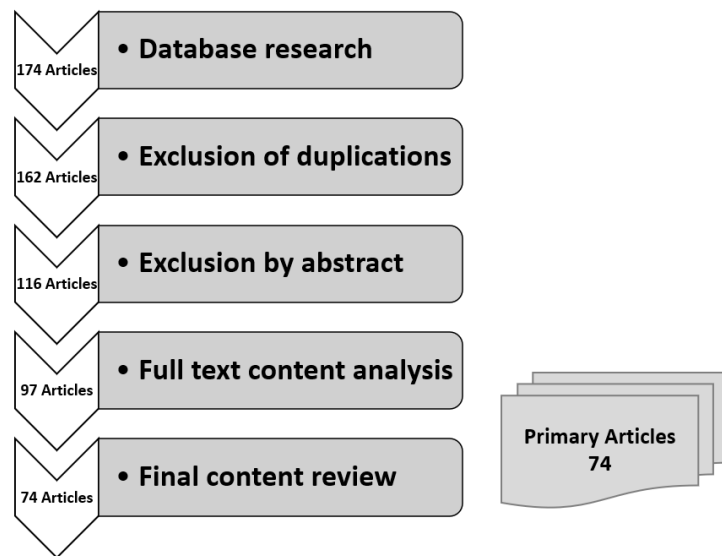 174 Articles
• Database research
162 Articles
• Exclusion of duplications
116 Articles
• Exclusion by abstract
97 Articles
• Full text content analysis
74 Articles
• Final content review
Primary Articles
74